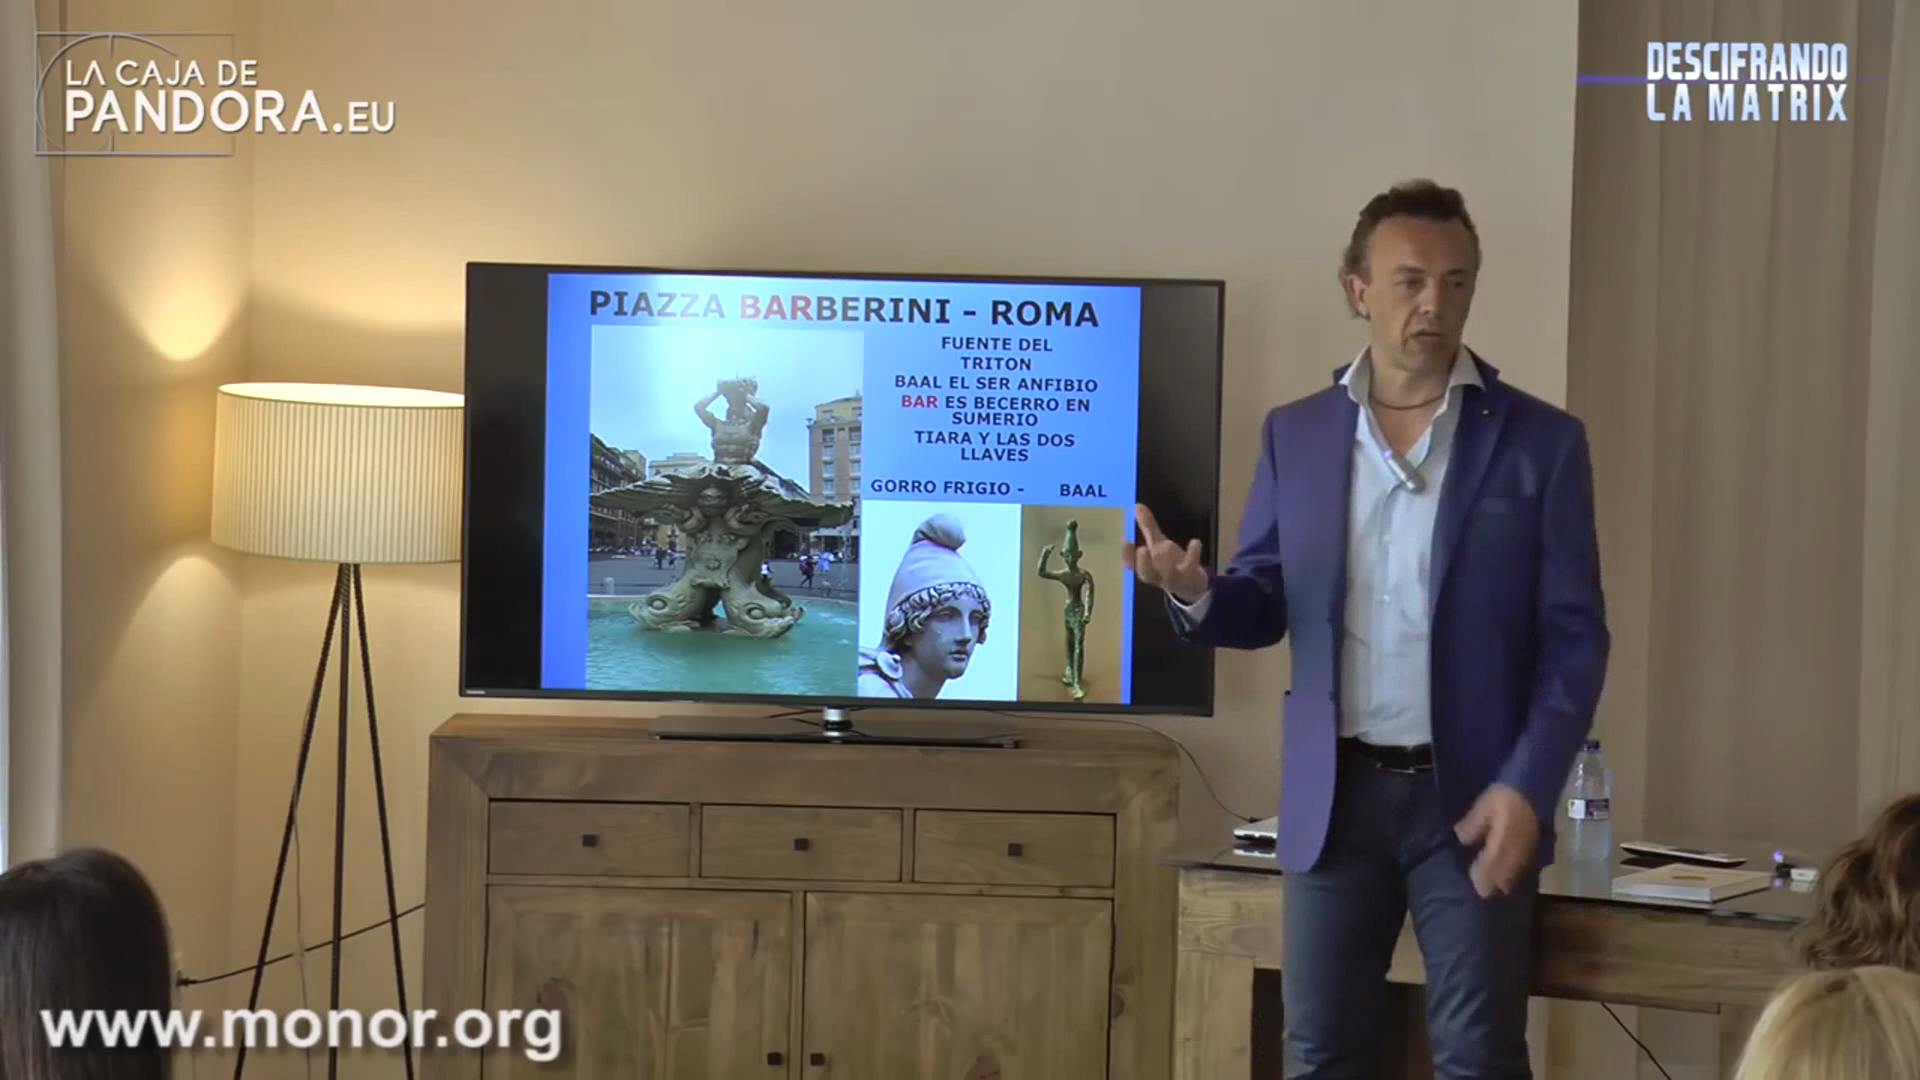 LA CAJA DE
PANDORA.EU
DESCIFRANDO
LA MATRIX
PIAZZA BARBERINI - ROMA
FUENTE DEL
TRITON
BAAL EL SER ANFIBIO
BAR ES BECERRO EN
SUMERIO
TIARA Y LAS DOS
LLAVES
GORRO FRIGIO - BAAL
www.monor.org